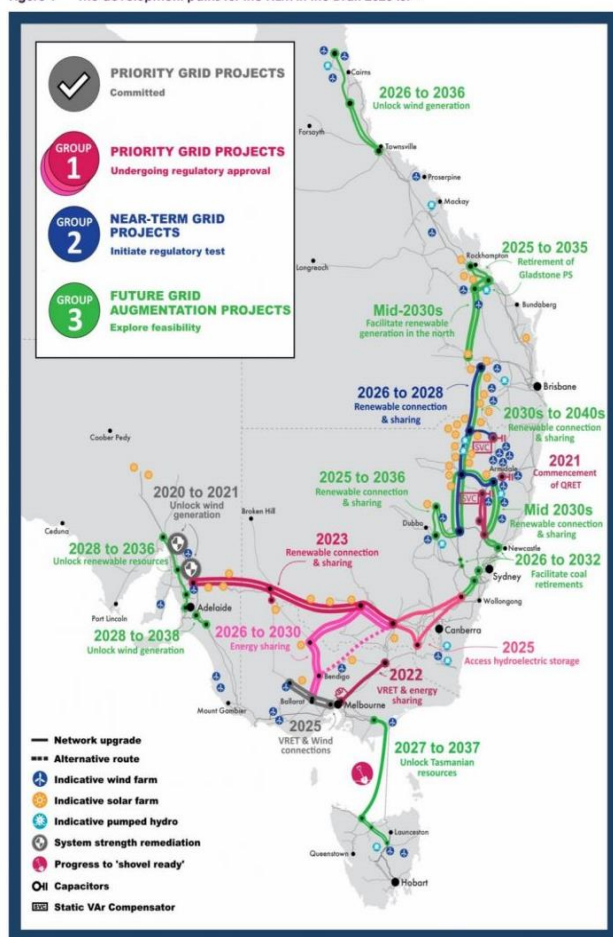 PRIORITY GRID PROJECTS
Committed
GROUP
1
PRIORITY GRID PROJECTS
Undergoing regulatory approval
GROUP
2
NEAR-TERM GRID
PROJECTS
Initiate regulatory test
GROUP
3
FUTURE GRID
AUGMENTATION PROJECTS
Explore feasibility
Cairns
2026 to 2036
Unlock wind generation
Forsayth
Townsville
Proserpine
Mackay
Longreach
Rockhampton
2025 to 2035
Retirement of
Gladstone PS
Mid-2030s
Facilitate renewable
generation in the north
Bundaberg
2026 to 2028
Renewable connection
& sharing
Brisbane
2030s to 2040s
Renewable connection
& sharing
SVC
Coober Pedy
Armidale
2021
Commencement
of QRET
2025 to 2036
Renewable connection
& sharing
SVC
2020 to 2021
Unlock wind
generation
Broken Hill
Dubbo
Mid 2030s
Renewable connection
& sharing
Ceduna
2028 to 2036
Unlock renewable resources
2023
Renewable connection
& sharing
Newcastle
2026 to 2032
Facilitate coal
retirements
Sydney
Wollongong
Port Lincoln
Adelaide
2028 to 2038
Unlock wind generation
2026 to 2030
Energy sharing
Canberra
2025
Access hydroelectric storage
Bendigo
2022
VRET & energy
sharing
Mount Gambier
Ballarat
Melbourne
2025
VRET & Wind
connections
2027 to 2037
Unlock Tasmanian
resources
Network upgrade
Alternative route
Indicative wind farm
Indicative solar farm
Indicative pumped hydro
System strength remediation
Progress to 'shovel ready'
Capacitors
SVC Static VAr Compensator
Launceston
Queenstown
Hobart